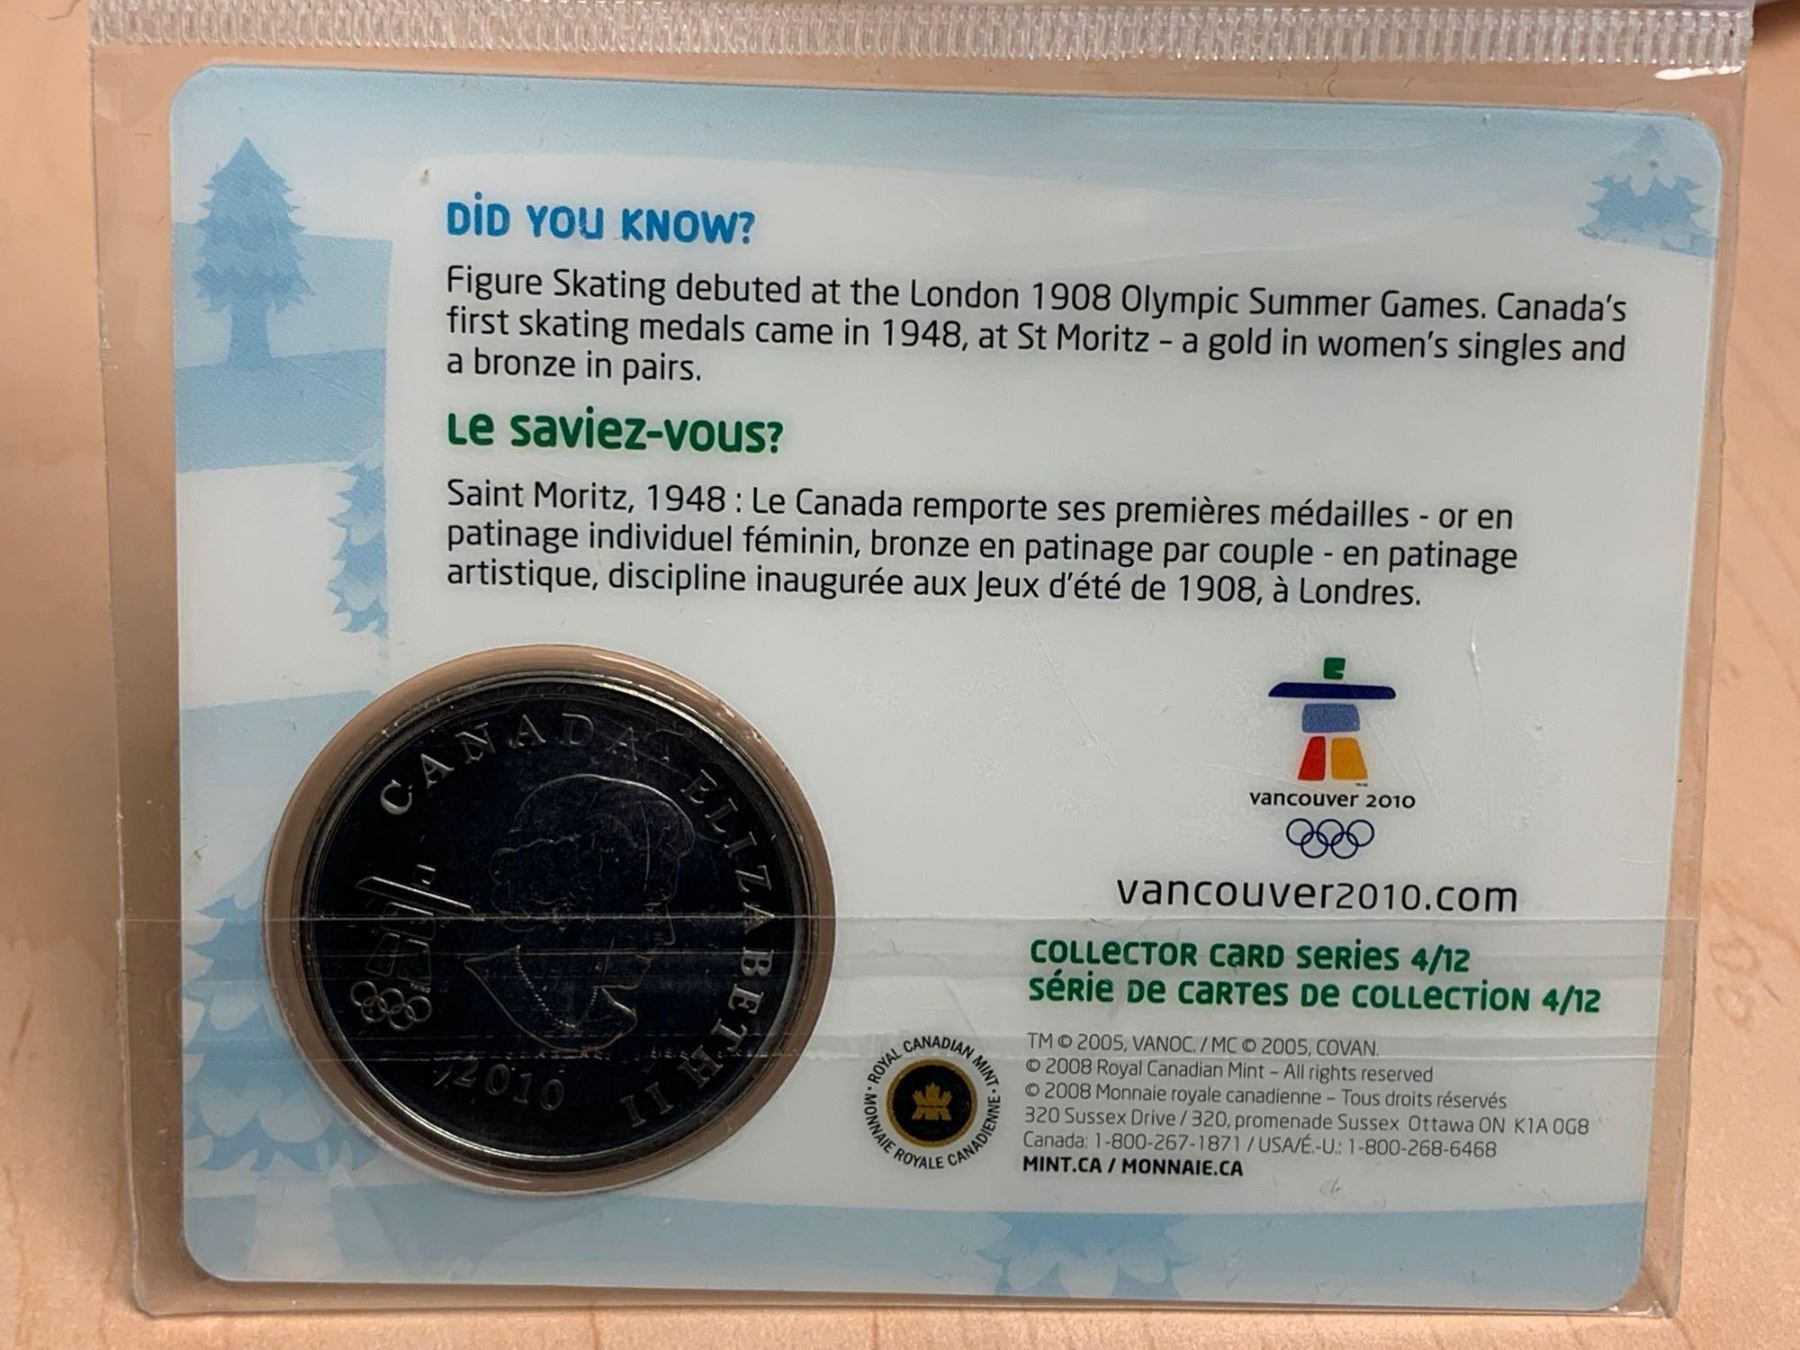 DiD YOU KNOW?
Figure Skating debuted at the London 1908 Olympic Summer Games. Canada's
first skating medals came in 1948, at St Moritz – a gold in women's singles and
a bronze in pairs.
Le saviez-vous?
Saint Moritz, 1948 : Le Canada remporte ses premières médailles - or en
patinage individuel féminin, bronze en patinage par couple - en patinage
artistique, discipline inaugurée aux Jeux d'été de 1908, à Londres.
CANADA ELIZABETH II
2010
vancouver 2010
vancouver2010.com
COLLECTOR CARD SERIES 4/12
SÉRIE DE CARTES DE COLLECTION 4/12
ROYAL CANADIAN MINT • MONNAIE ROYALE CANADIENNE •
TM © 2005, VANOC. / MC © 2005, COVAN.
© 2008 Royal Canadian Mint – All rights reserved
© 2008 Monnaie royale canadienne – Tous droits réservés
320 Sussex Drive / 320, promenade Sussex Ottawa ON K1A 0G8
Canada: 1-800-267-1871 / USA/É.-U.: 1-800-268-6468
MINT.CA / MONNAIE.CA